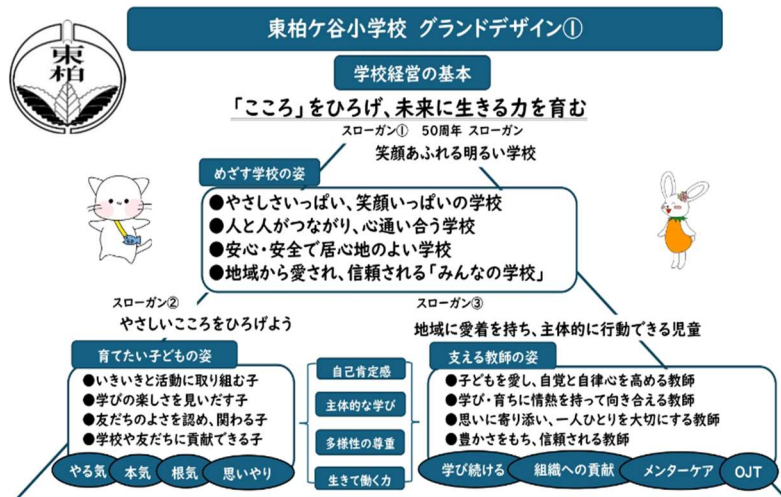 東柏ケ谷小学校 グランドデザイン①
東柏
学校経営の基本
「こころ」をひろげ、未来に生きる力を育む
スローガン① 50周年 スローガン
笑顔あふれる明るい学校
めざす学校の姿
●やさしさいっぱい、笑顔いっぱいの学校
●人と人がつながり、心通い合う学校
●安心・安全で居心地のよい学校
●地域から愛され、信頼される「みんなの学校」
スローガン②
やさしいこころをひろげよう
スローガン③
地域に愛着を持ち、主体的に行動できる児童
育てたい子どもの姿
●いきいきと活動に取り組む子
●学びの楽しさを見いだす子
●友だちのよさを認め、関わる子
●学校や友だちに貢献できる子
やる気
本気
根気
思いやり
自己肯定感
主体的な学び
多様性の尊重
生きて働く力
支える教師の姿
●子どもを愛し、自覚と自律心を高める教師
●学び・育ちに情熱を持って向き合える教師
●思いに寄り添い、一人ひとりを大切にする教師
●豊かさをもち、信頼される教師
学び続ける
組織への貢献
メンターケア
OJT